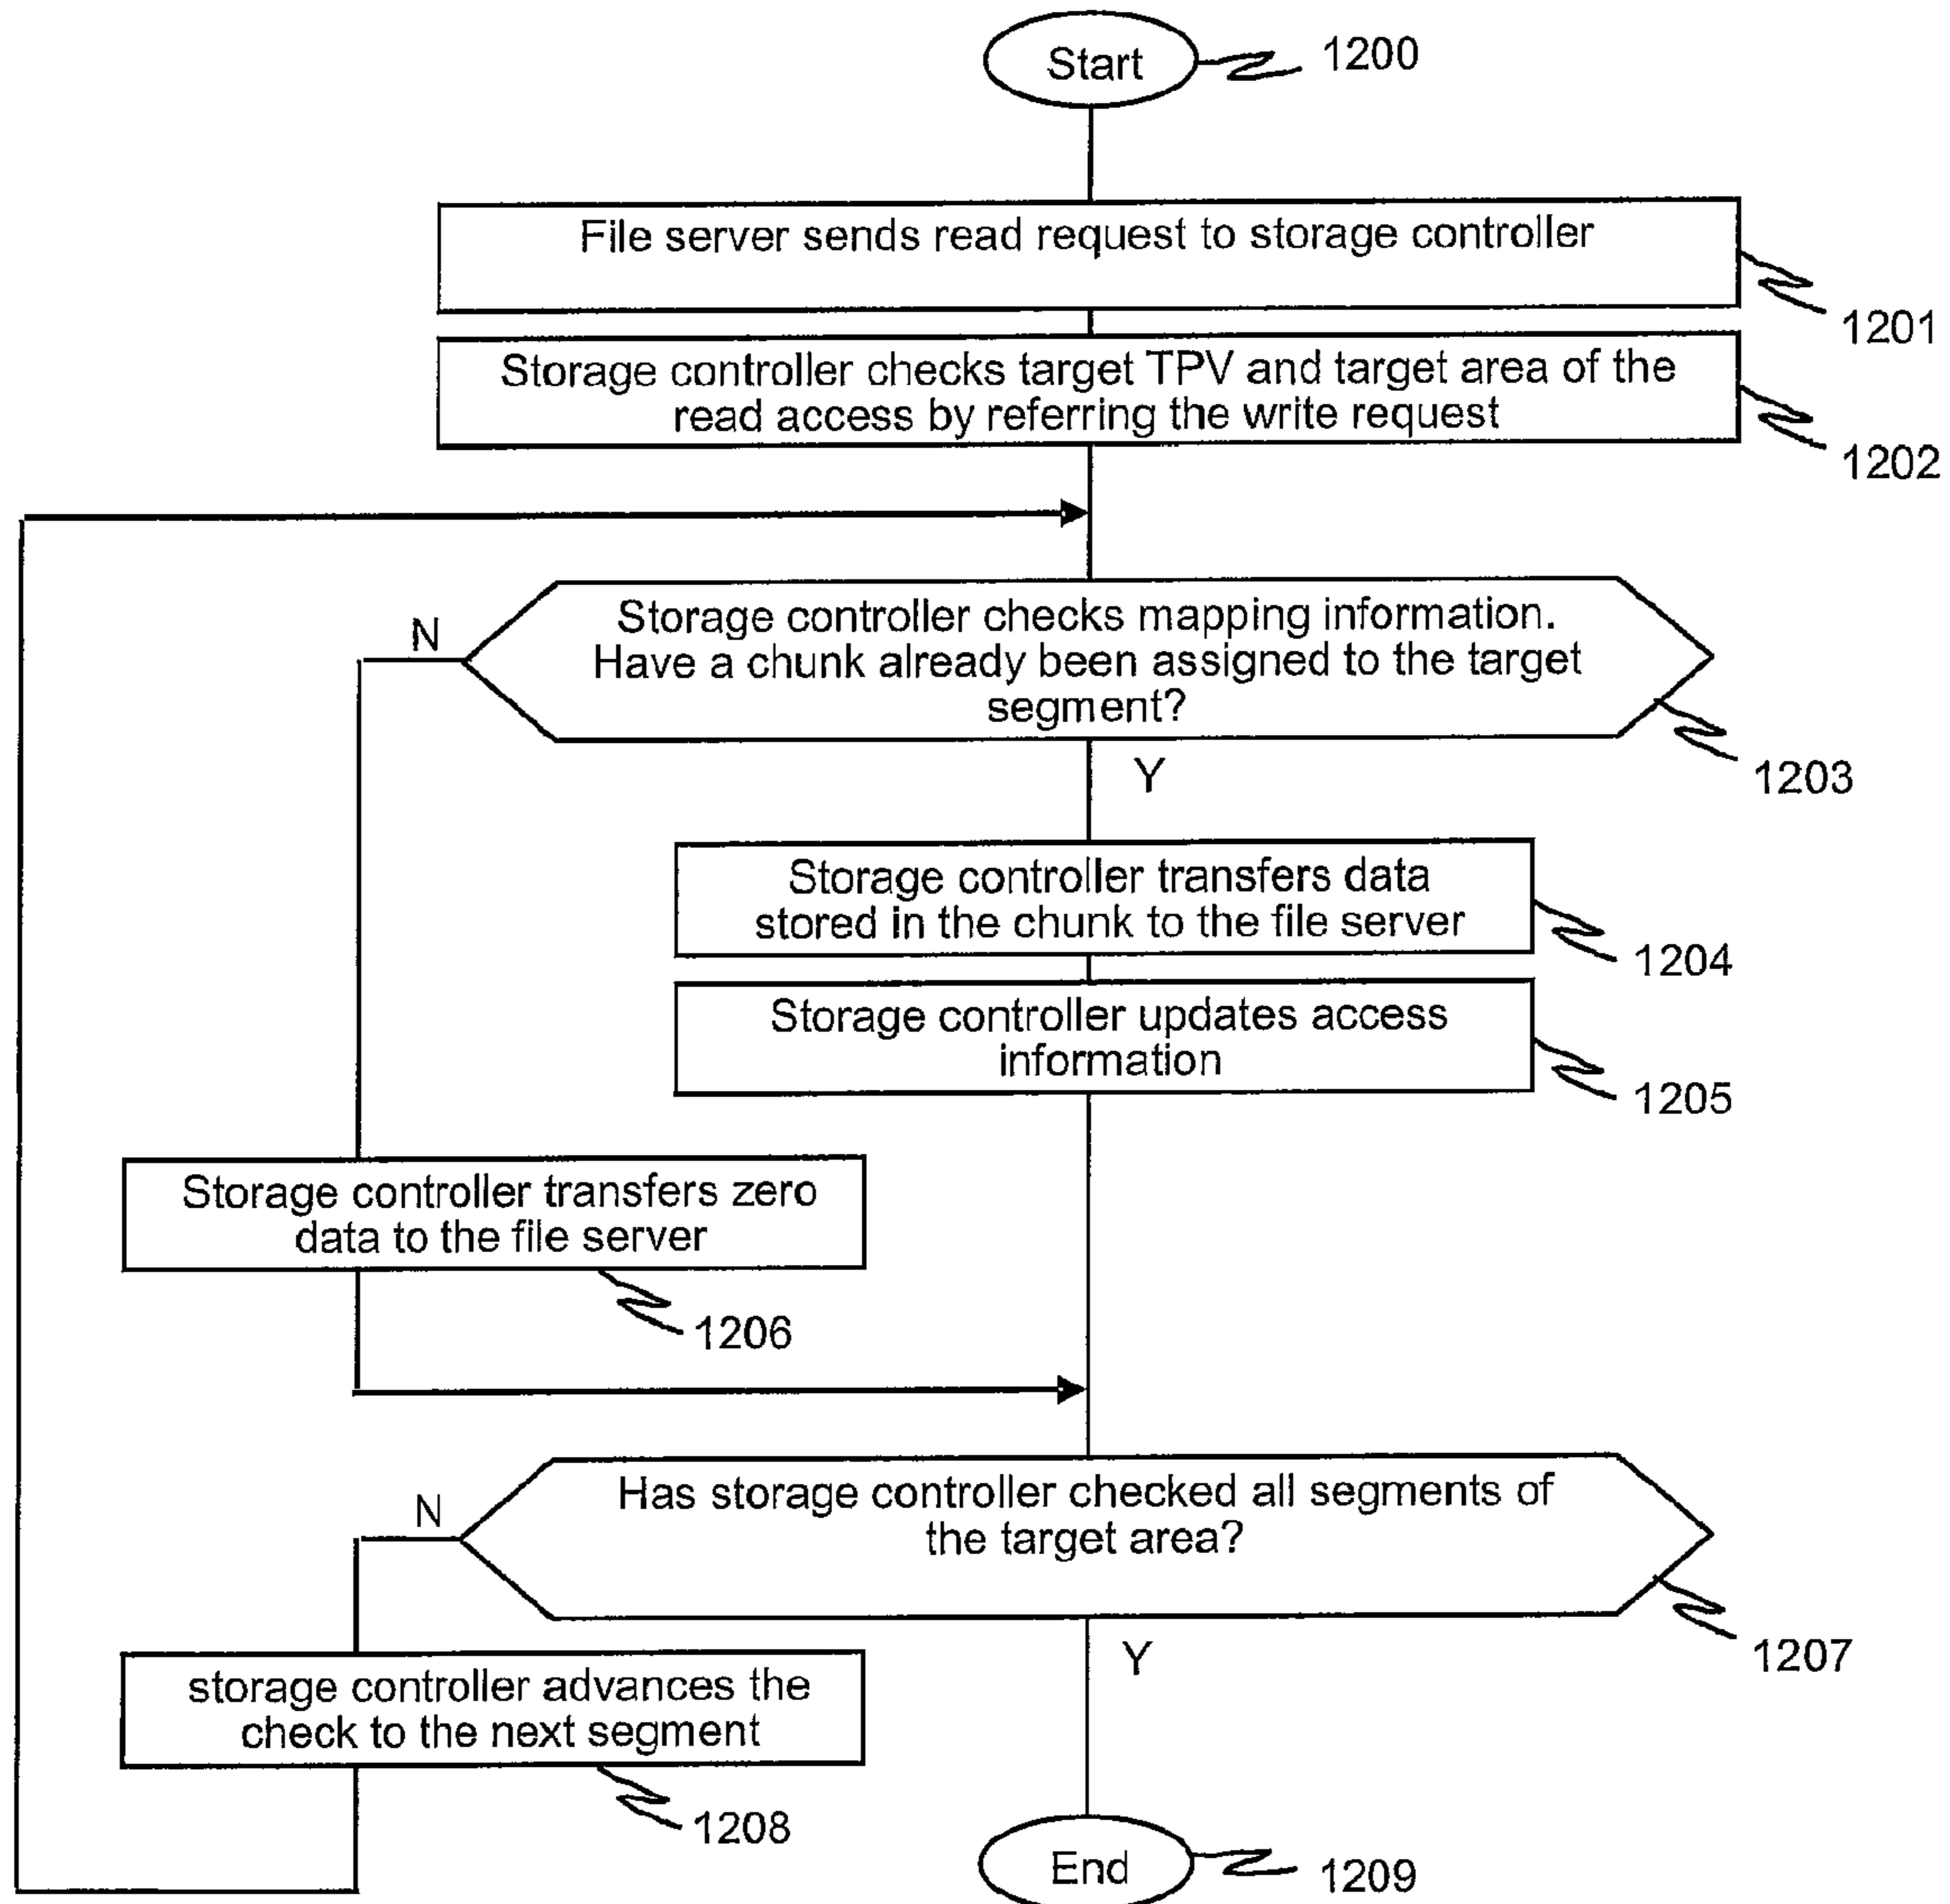 Start
1200
File server sends read request to storage controller
1201
Storage controller checks target TPV and target area of the
read access by referring the write request
1202
N
Storage controller checks mapping information.
Have a chunk already been assigned to the target
segment?
1203
Y
Storage controller transfers data
stored in the chunk to the file server
1204
Storage controller updates access
information
1205
Storage controller transfers zero
data to the file server
1206
N
Has storage controller checked all segments of
the target area?
1207
Y
storage controller advances the
check to the next segment
1208
End
1209